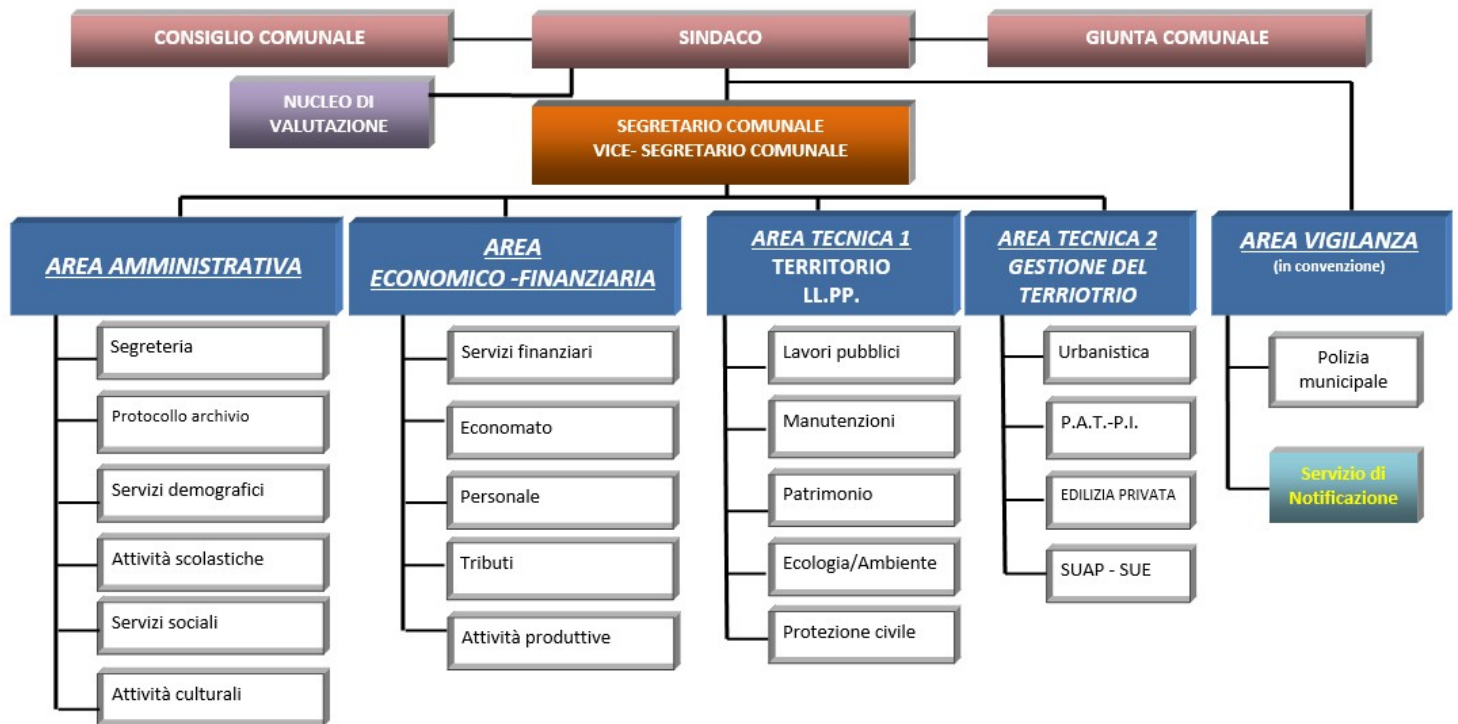 CONSIGLIO COMUNALE
SINDACO
GIUNTA COMUNALE
NUCLEO DI
VALUTAZIONE
SEGRETARIO COMUNALE
VICE- SEGRETARIO COMUNALE
AREA AMMINISTRATIVA
Segreteria
Protocollo archivio
Servizi demografici
Attività scolastiche
Servizi sociali
Attività culturali
AREA
ECONOMICO -FINANZIARIA
Servizi finanziari
Economato
Personale
Tributi
Attività produttive
AREA TECNICA 1
TERRITORIO
LL.PP.
Lavori pubblici
Manutenzioni
Patrimonio
Ecologia/Ambiente
Protezione civile
AREA TECNICA 2
GESTIONE DEL
TERRIOTRIO
Urbanistica
P.A.T.-P.I.
EDILIZIA PRIVATA
SUAP - SUE
AREA VIGILANZA
(in convenzione)
Polizia
municipale
Servizio di
Notificazione